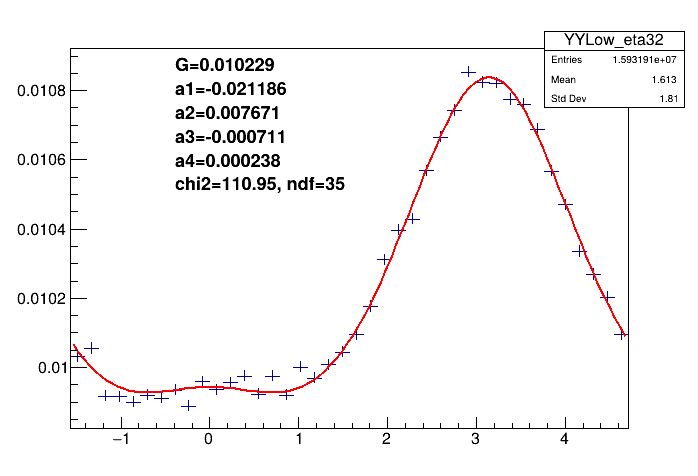 YYLow_eta32
Entries 1.593191e+07
Mean 1.613
Std Dev 1.81
G=0.010229
a1=-0.021186
a2=0.007671
a3=-0.000711
a4=0.000238
chi2=110.95, ndf=35
0.0108
0.0106
0.0104
0.0102
0.01
−1 0 1 2 3 4